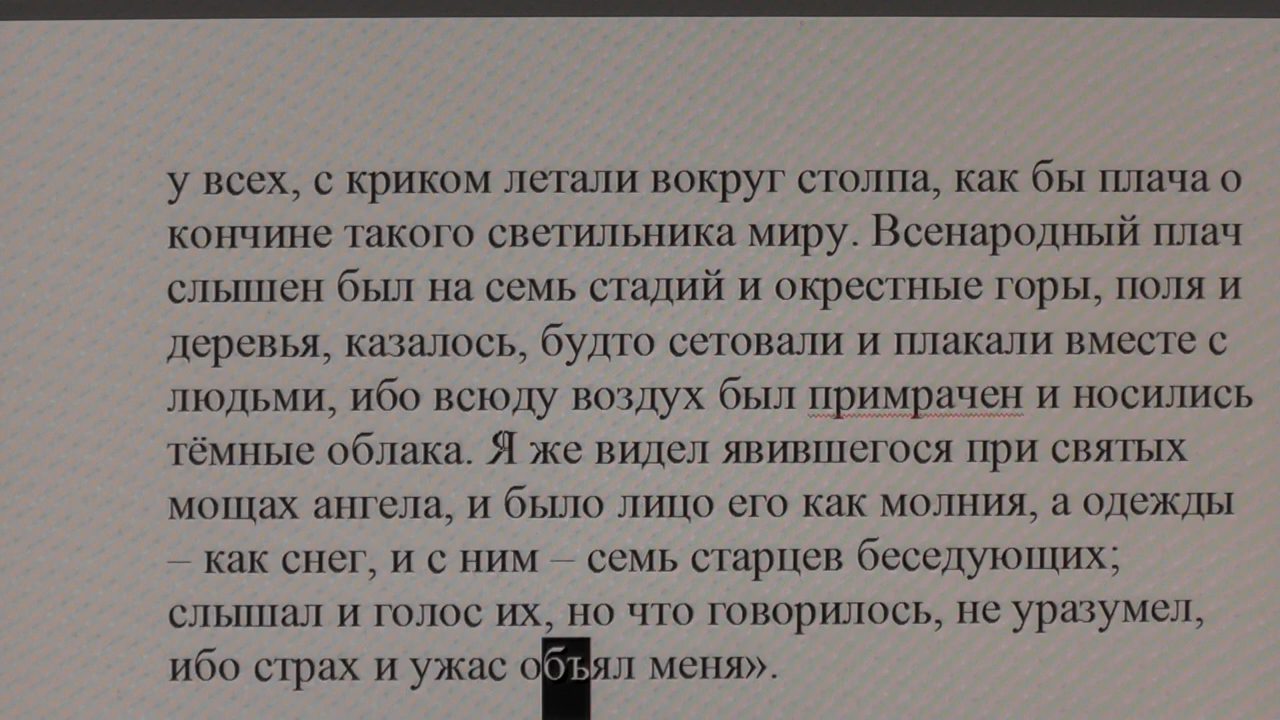 у всех, с криком летали вокруг столпа, как бы плача о
кончине такого светильника миру. Всенародный плач
слышен был на семь стадий и окрестные горы, поля и
деревья, казалось, будто сетовали и плакали вместе с
людьми, ибо всюду воздух был примрачен и носились
тёмные облака. Я же видел явившегося при святых
мощах ангела, и было лицо его как молния, а одежды
– как снег, и с ним – семь старцев беседующих;
слышал и голос их, но что говорилось, не уразумел,
ибо страх и ужас объял меня».